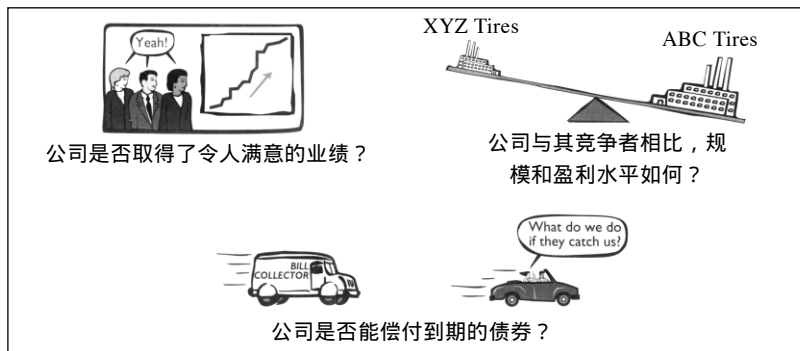 Yeah!
公司是否取得了令人满意的业绩？
XYZ Tires
ABC Tires
公司与其竞争者相比，规
模和盈利水平如何？
BILL
COLLECTOR
What do we do
if they catch us?
公司是否能偿付到期的债券？